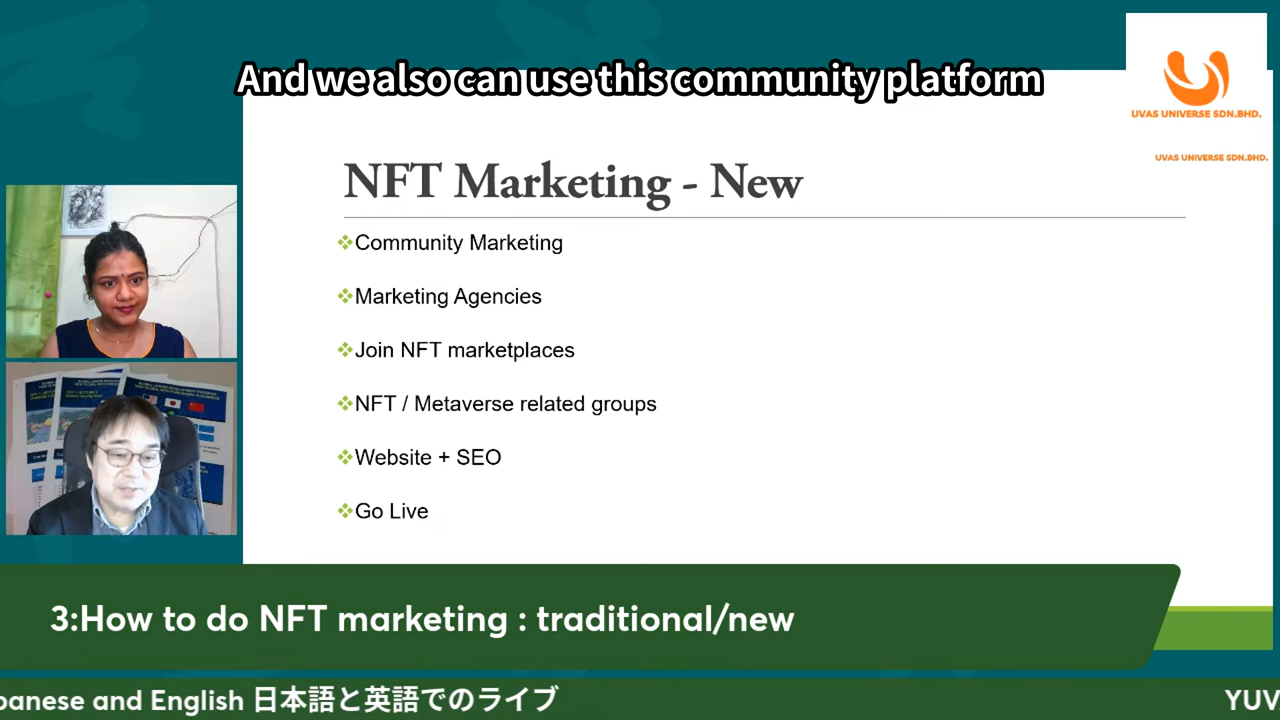 And we also can use this community platform
UVAS UNIVERSE SDN.BHD.
UVAS UNIVERSE SDN.BHD.
NFT Marketing - New
Community Marketing
Marketing Agencies
Join NFT marketplaces
NFT / Metaverse related groups
Website + SEO
Go Live
3:How to do NFT marketing : traditional/new
panese and English 日本語と英語でのライブ
YUV